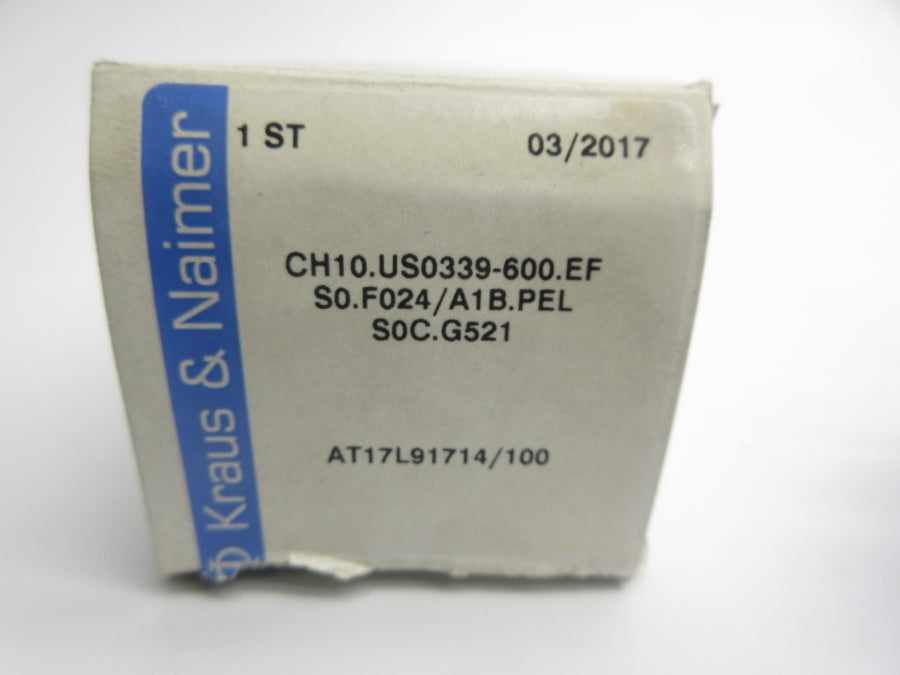 Kraus & Naimer
1 ST 03/2017
CH10.US0339-600.EF
S0.F024/A1B.PEL
S0C.G521
AT17L91714/100